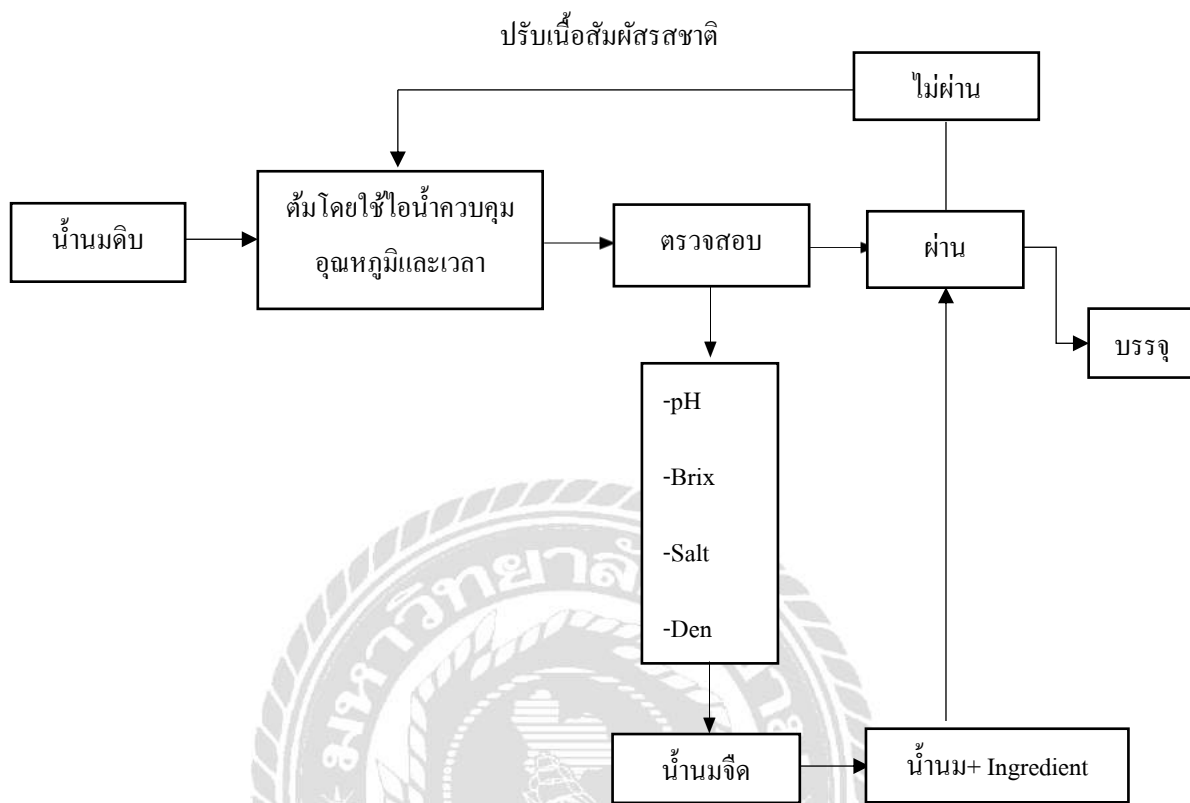 ปรับเนื้อสัมผัสรสชาติ
ไม่ผ่าน
น้ำนมดิบ
ต้มโดยใช้ไอน้ำควบคุม
อุณหภูมิและเวลา
ตรวจสอบ
ผ่าน
บรรจุ
-pH
-Brix
-Salt
-Den
น้ำนมจืด
น้ำนม+ Ingredient